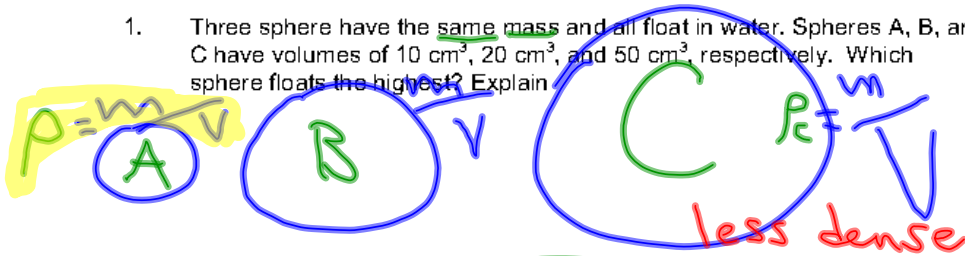 1. Three sphere have the same mass and all float in water. Spheres A, B, an
C have volumes of 10 cm³, 20 cm³, and 50 cm³, respectively. Which
sphere floats the highest? Explain
ρ = m/V A B m/V C ρc = m/V
less dense